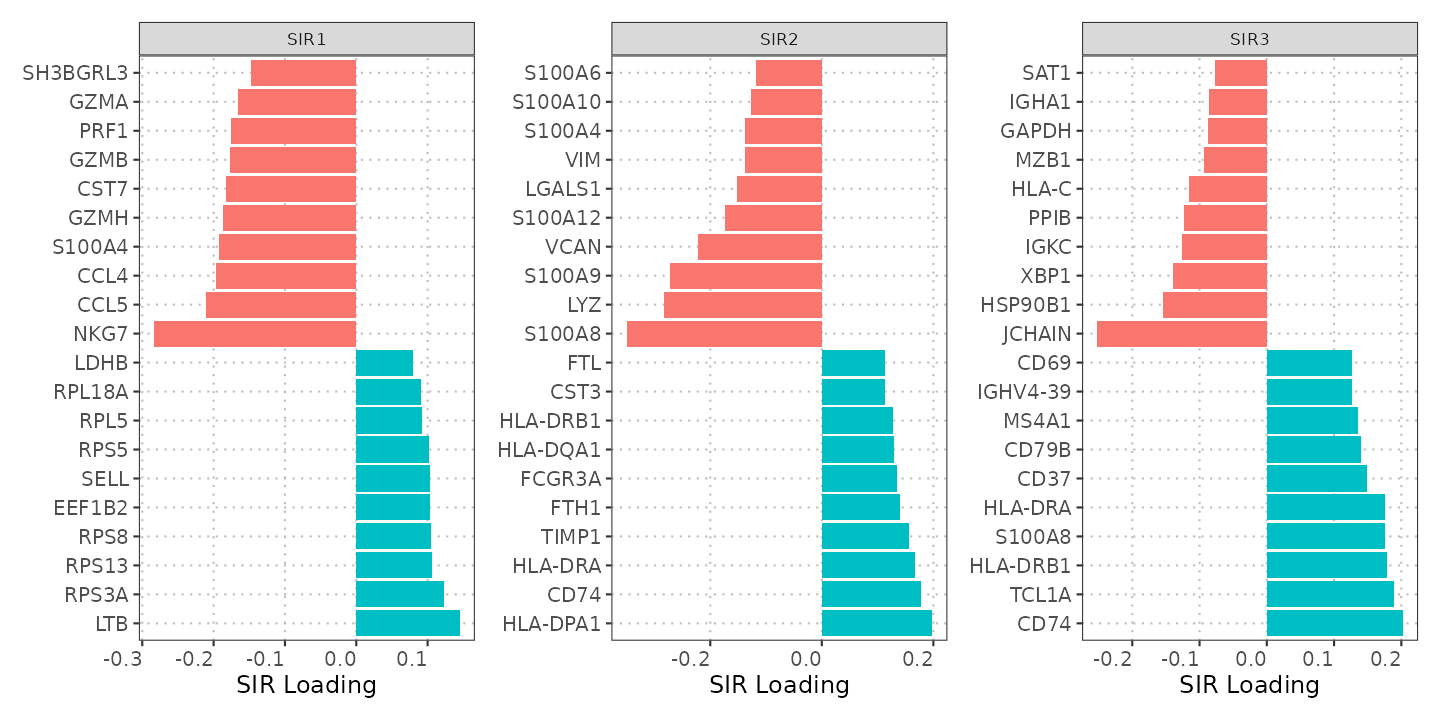 SIR1
SH3BGRL3
GZMA
PRF1
GZMB
CST7
GZMH
S100A4
CCL4
CCL5
NKG7
LDHB
RPL18A
RPL5
RPS5
SELL
EEF1B2
RPS8
RPS13
RPS3A
LTB
-0.3 -0.2 -0.1 0.0 0.1
SIR Loading
SIR2
S100A6
S100A10
S100A4
VIM
LGALS1
S100A12
VCAN
S100A9
LYZ
S100A8
FTL
CST3
HLA-DRB1
HLA-DQA1
FCGR3A
FTH1
TIMP1
HLA-DRA
CD74
HLA-DPA1
-0.2 0.0 0.2
SIR Loading
SIR3
SAT1
IGHA1
GAPDH
MZB1
HLA-C
PPIB
IGKC
XBP1
HSP90B1
JCHAIN
CD69
IGHV4-39
MS4A1
CD79B
CD37
HLA-DRA
S100A8
HLA-DRB1
TCL1A
CD74
-0.2 -0.1 0.0 0.1 0.2
SIR Loading